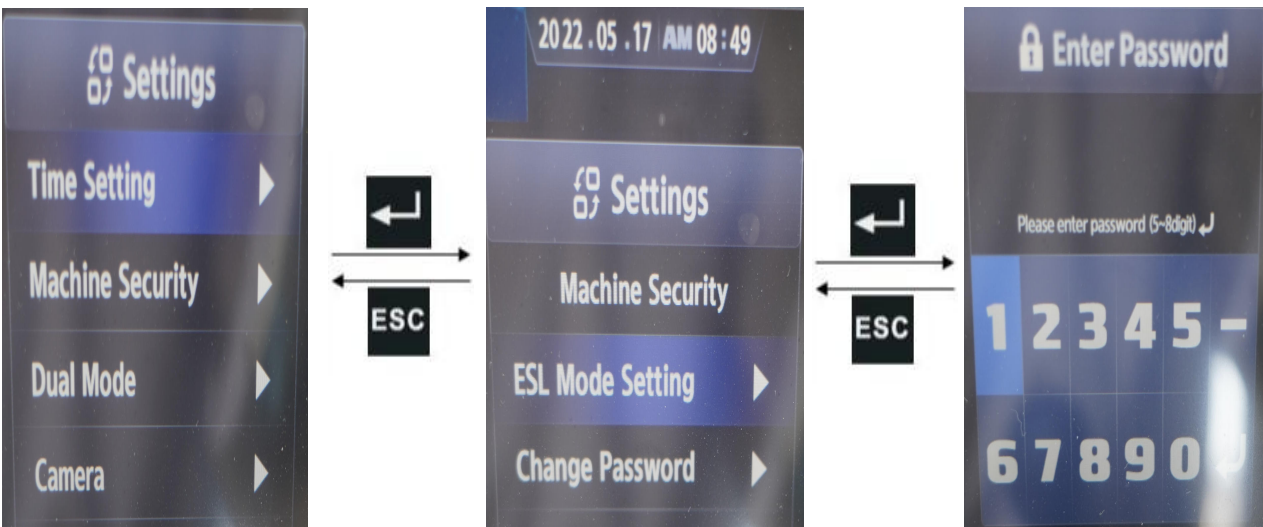 Settings
Time Setting
Machine Security
Dual Mode
Camera
ESC
2022.05.17 AM 08:49
Settings
Machine Security
ESL Mode Setting
Change Password
ESC
Enter Password
Please enter password (5~8digit)
1 2 3 4 5 -
6 7 8 9 0